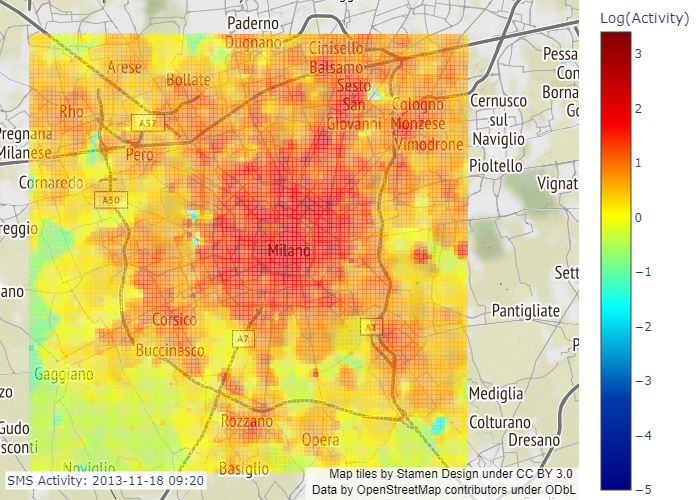 Paderno
Dugnano
Cinisello
Balsamo
Arese
Bollate
Sesto
San
Giovanni
Rho
Cologno
Monzese
Vimodrone
Pessa
Con
Borna
Go
Cernusco
sul
Naviglio
A52
Pregnana
Milanese
Pero
Pioltello
Cornaredo
A50
Vignat
reggio
Milano
Sett
ano
Pantigliate
Corsico
A7
A1
Buccinasco
P
Gaggiano
zo
Mediglia
Rozzano
Colturano
Gudo
sconti
Opera
Dresano
Noviglio
Basiglio
SMS Activity: 2013-11-18 09:20
Map tiles by Stamen Design under CC BY 3.0
Data by OpenStreetMap contributors under ODbL
Log(Activity)
3
2
1
0
−1
−2
−3
−4
−5